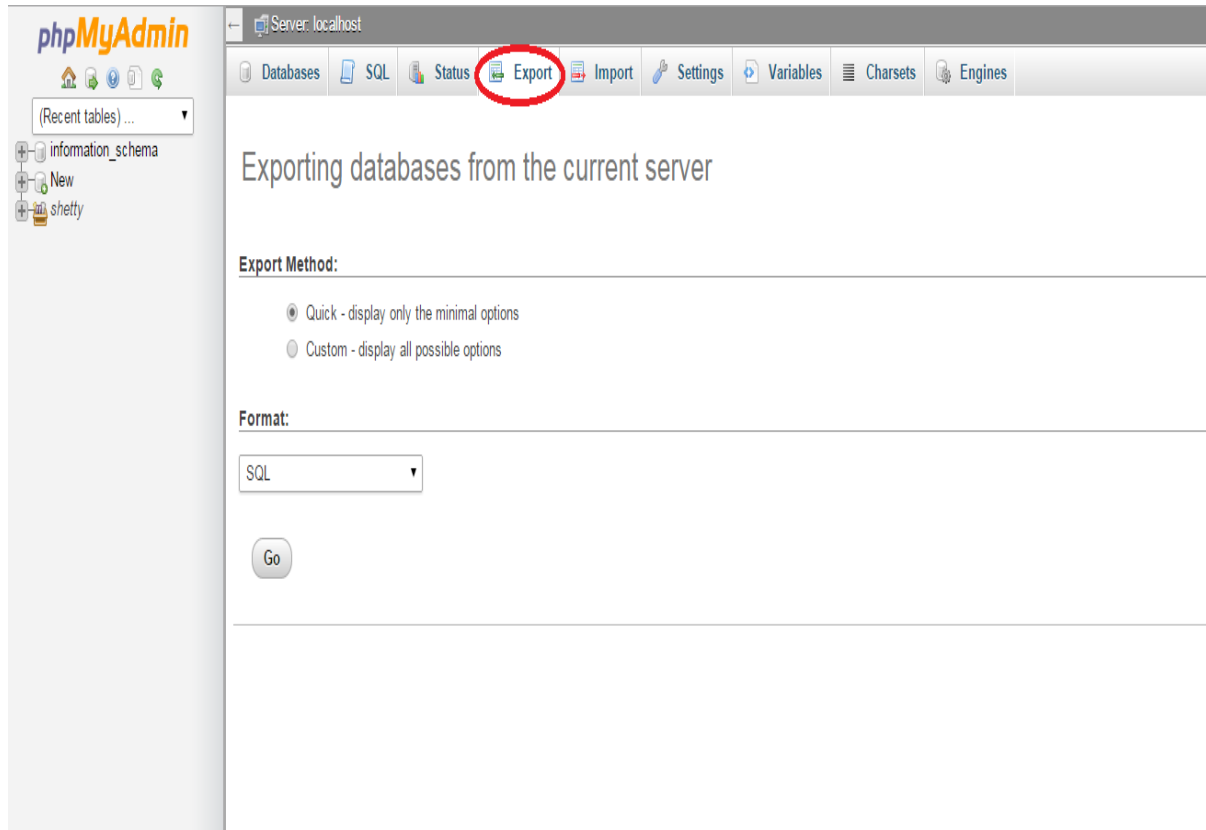 phpMyAdmin
(Recent tables) ...
information_schema
New
shetty
Server: localhost
Databases SQL Status Export Import Settings Variables Charsets Engines
Exporting databases from the current server
Export Method:
Quick - display only the minimal options
Custom - display all possible options
Format:
SQL
Go